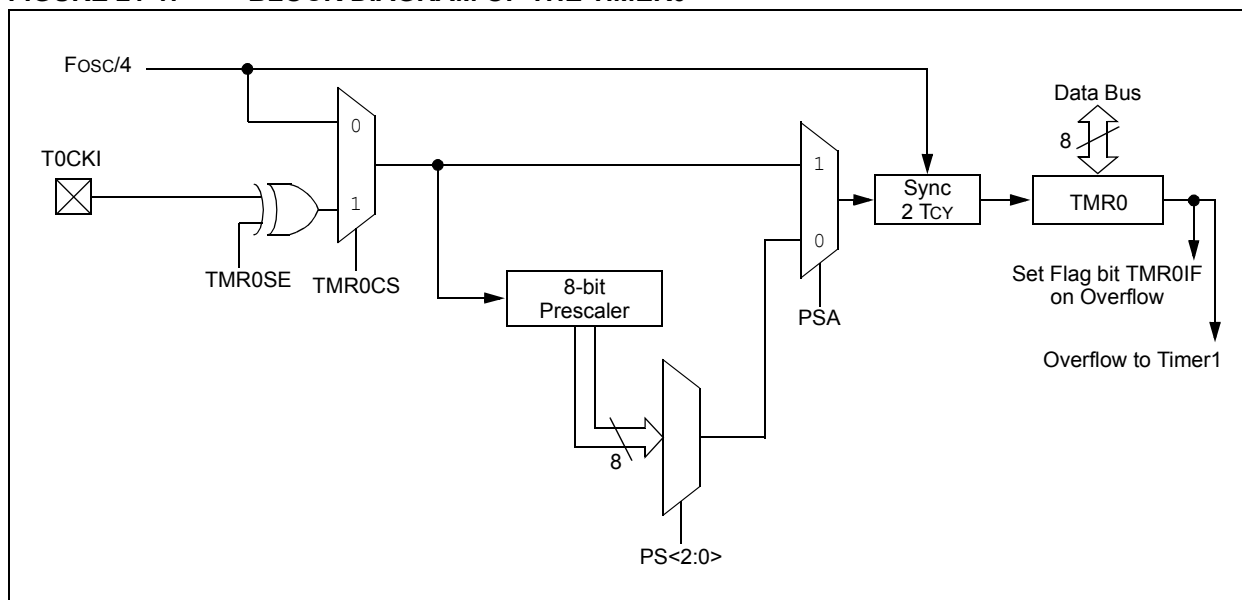 FOSC/4
Data Bus
8
0
T0CKI
1
1
Sync
2 TCY
TMR0
0
TMR0SE
TMR0CS
8-bit
Prescaler
PSA
Set Flag bit TMR0IF
on Overflow
Overflow to Timer1
8
PS<2:0>